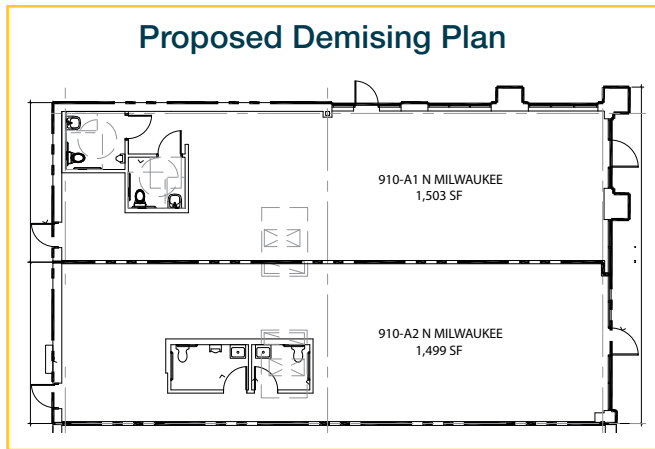 Proposed Demising Plan
910-A1 N MILWAUKEE
1,503 SF
910-A2 N MILWAUKEE
1,499 SF